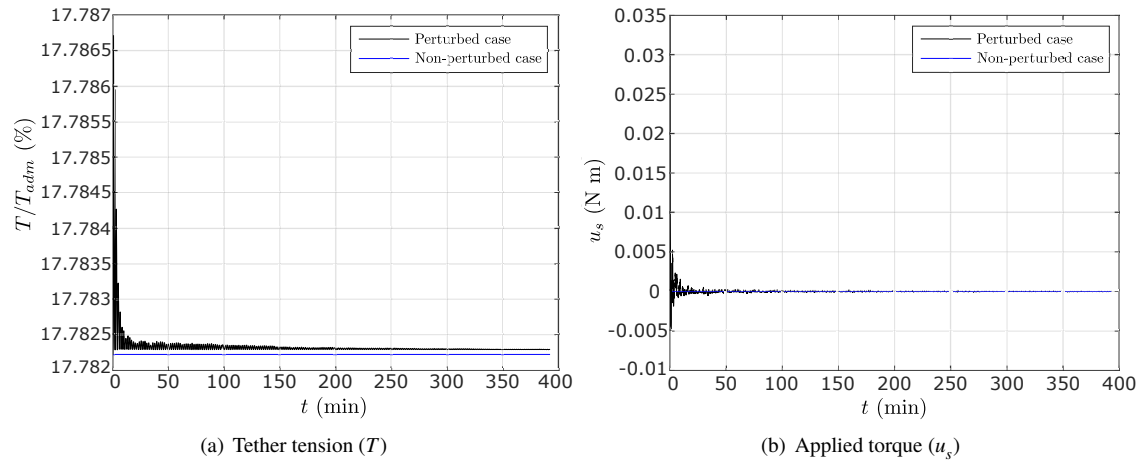 17.787
17.7865
17.786
17.7855
17.785
17.7845
17.784
17.7835
17.783
17.7825
17.782
T/T_{adm} (%)
Perturbed case
Non-perturbed case
0 50 100 150 200 250 300 350 400
t (min)
(a) Tether tension (T)
0.035
0.03
0.025
0.02
0.015
0.01
0.005
0
-0.005
-0.01
u_s (N m)
Perturbed case
Non-perturbed case
0 50 100 150 200 250 300 350 400
t (min)
(b) Applied torque (u_s)